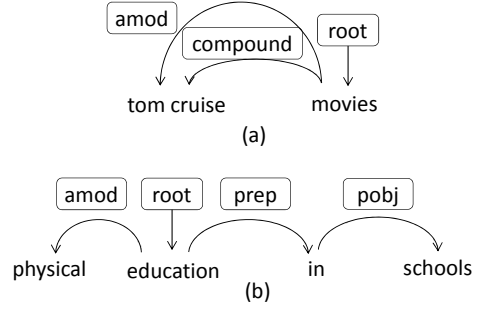 amod
root
compound
tom cruise movies
(a)
amod root prep pobj
physical education in schools
(b)